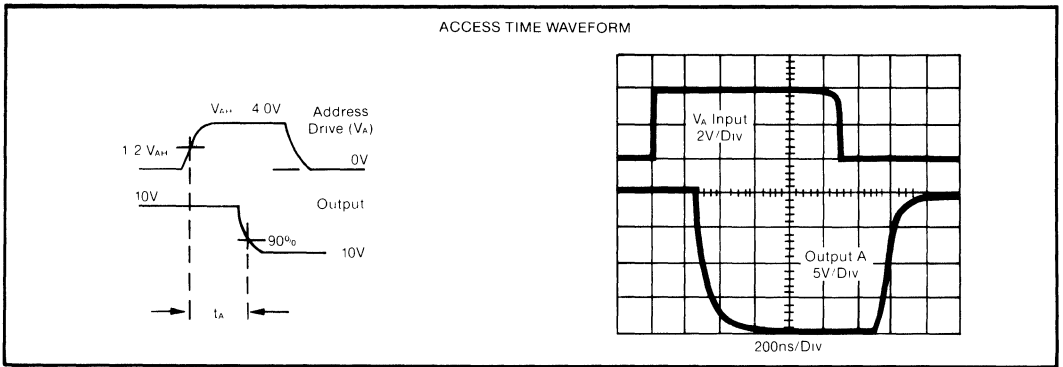 ACCESS TIME WAVEFORM
VAH 4.0V
Address
Drive (VA)
1 2 VAH
0V
10V
Output
90%
10V
tA
VA Input
2V/Div
Output A
5V/Div
200ns/Div